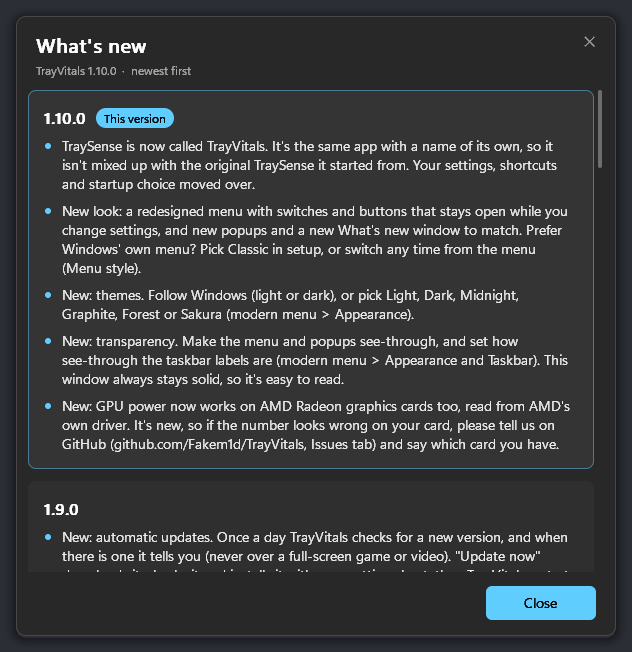 What's new
TrayVitals 1.10.0 · newest first
1.10.0 This version
• TraySense is now called TrayVitals. It's the same app with a name of its own, so it
isn't mixed up with the original TraySense it started from. Your settings, shortcuts
and startup choice moved over.
• New look: a redesigned menu with switches and buttons that stays open while you
change settings, and new popups and a new What's new window to match. Prefer
Windows' own menu? Pick Classic in setup, or switch any time from the menu
(Menu style).
• New: themes. Follow Windows (light or dark), or pick Light, Dark, Midnight,
Graphite, Forest or Sakura (modern menu > Appearance).
• New: transparency. Make the menu and popups see-through, and set how
see-through the taskbar labels are (modern menu > Appearance and Taskbar). This
window always stays solid, so it's easy to read.
• New: GPU power now works on AMD Radeon graphics cards too, read from AMD's
own driver. It's new, so if the number looks wrong on your card, please tell us on
GitHub (github.com/Fakem1d/TrayVitals, Issues tab) and say which card you have.
1.9.0
• New: automatic updates. Once a day TrayVitals checks for a new version, and when
there is one it tells you (never over a full-screen game or video). "Update now"
Close